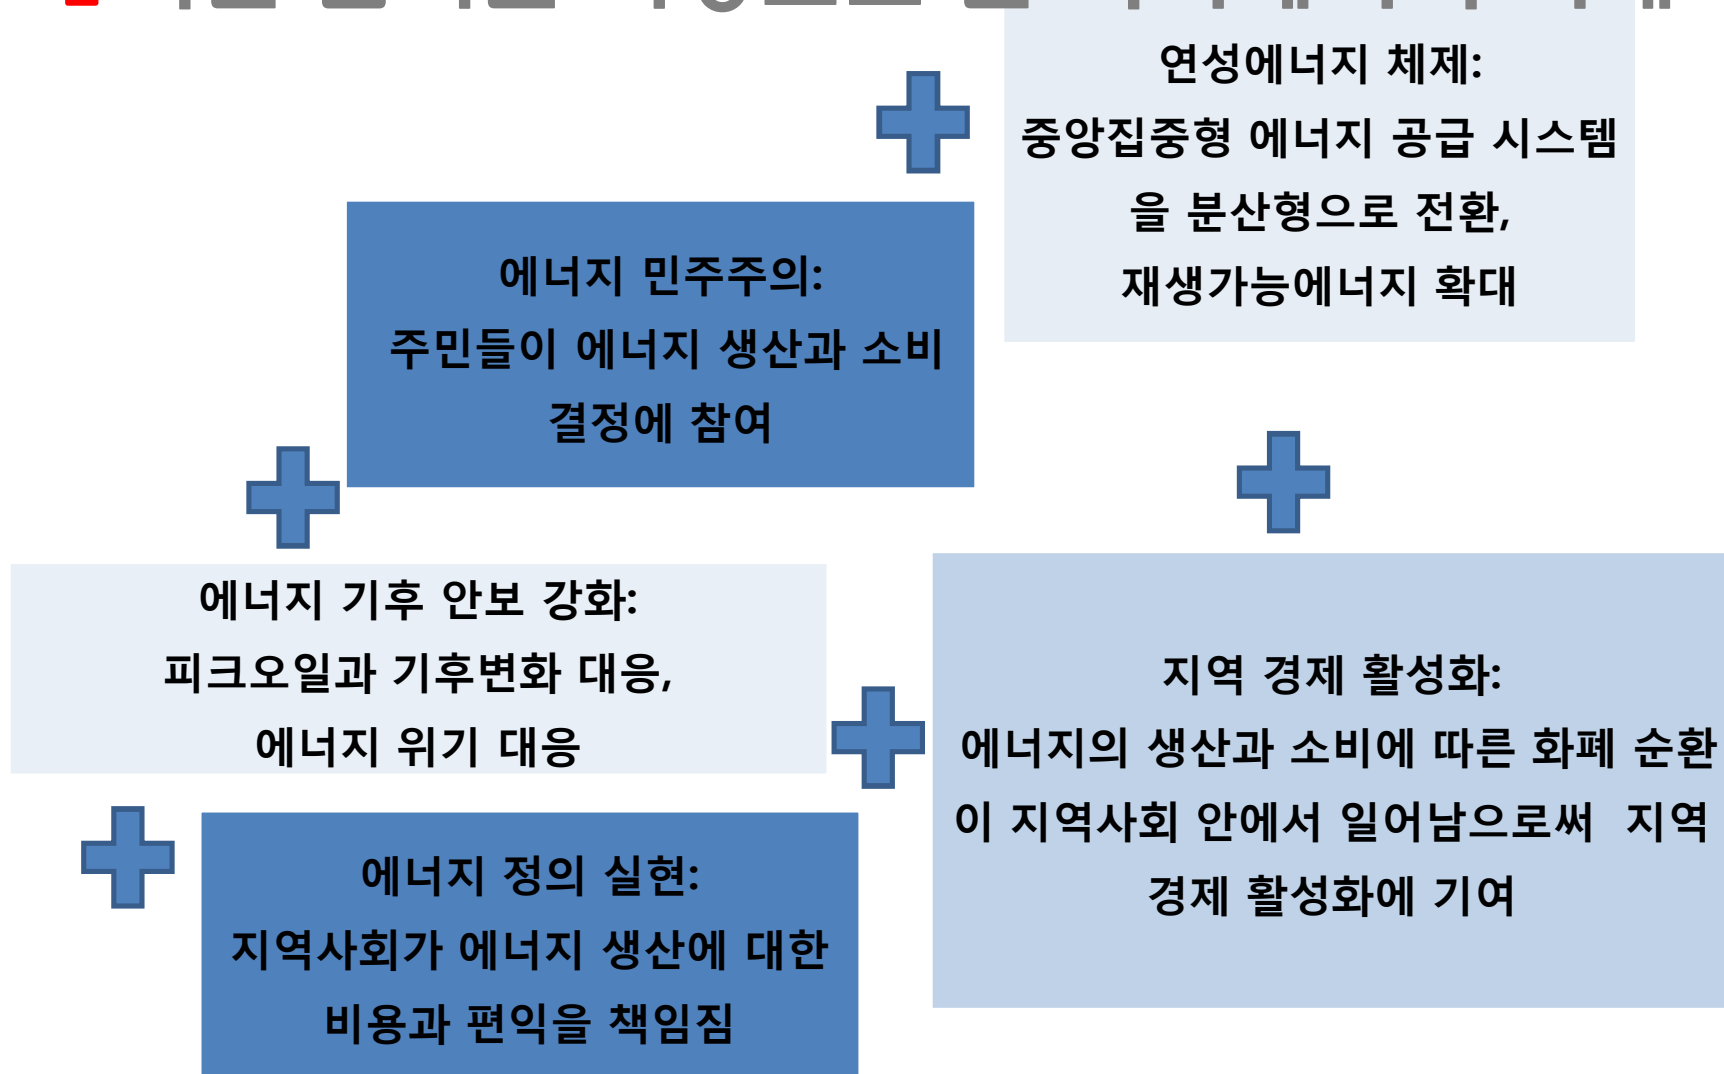 연성에너지 체제:
중앙집중형 에너지 공급 시스템
을 분산형으로 전환,
재생가능에너지 확대
에너지 민주주의:
주민들이 에너지 생산과 소비
결정에 참여
에너지 기후 안보 강화:
피크오일과 기후변화 대응,
에너지 위기 대응
지역 경제 활성화:
에너지의 생산과 소비에 따른 화폐 순환
이 지역사회 안에서 일어남으로써 지역
경제 활성화에 기여
에너지 정의 실현:
지역사회가 에너지 생산에 대한
비용과 편익을 책임짐